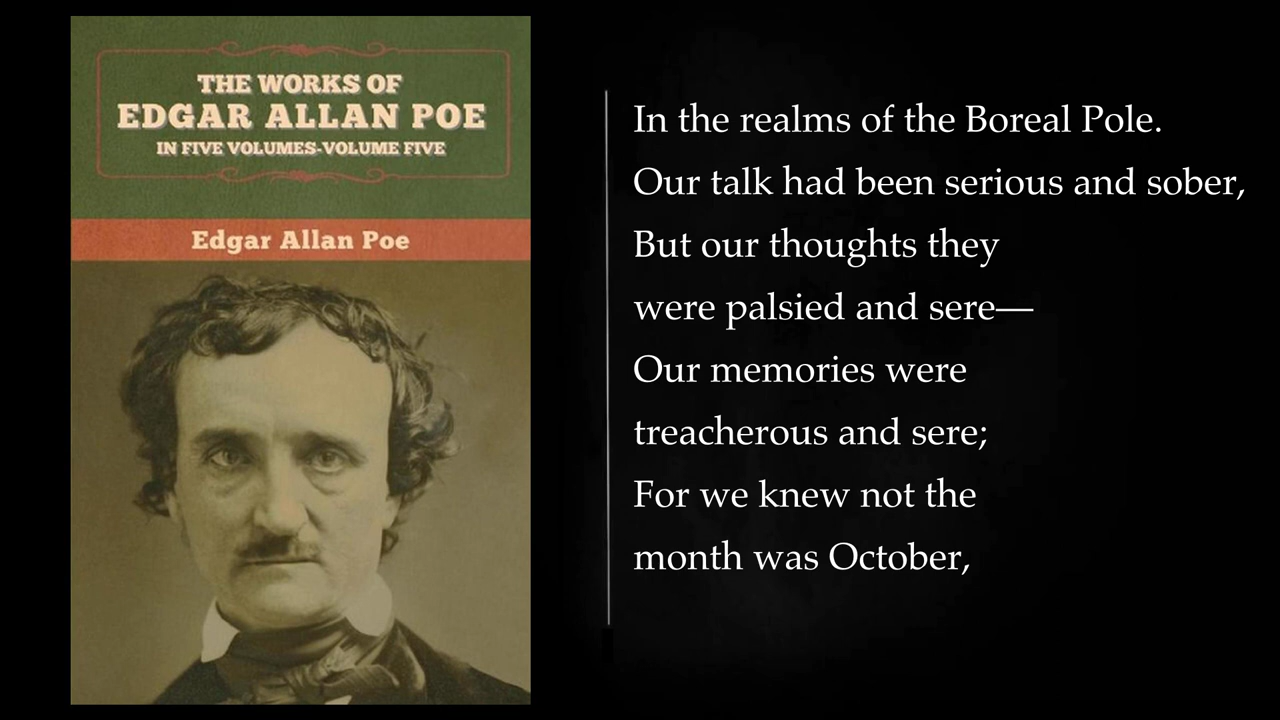 THE WORKS OF
EDGAR ALLAN POE
IN FIVE VOLUMES-VOLUME FIVE
Edgar Allan Poe
In the realms of the Boreal Pole.
Our talk had been serious and sober,
But our thoughts they
were palsied and sere—
Our memories were
treacherous and sere;
For we knew not the
month was October,